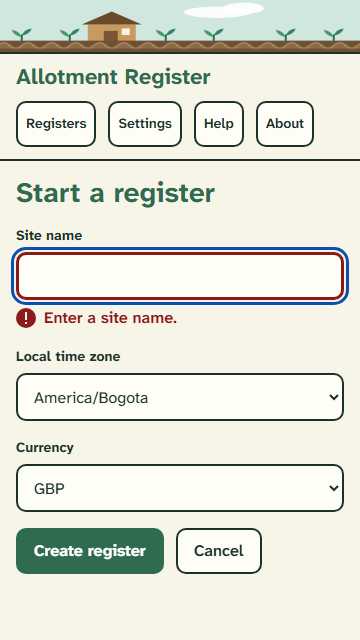 Allotment Register
Registers Settings Help About
Start a register
Site name
Enter a site name.
Local time zone
America/Bogota
Currency
GBP
Create register Cancel